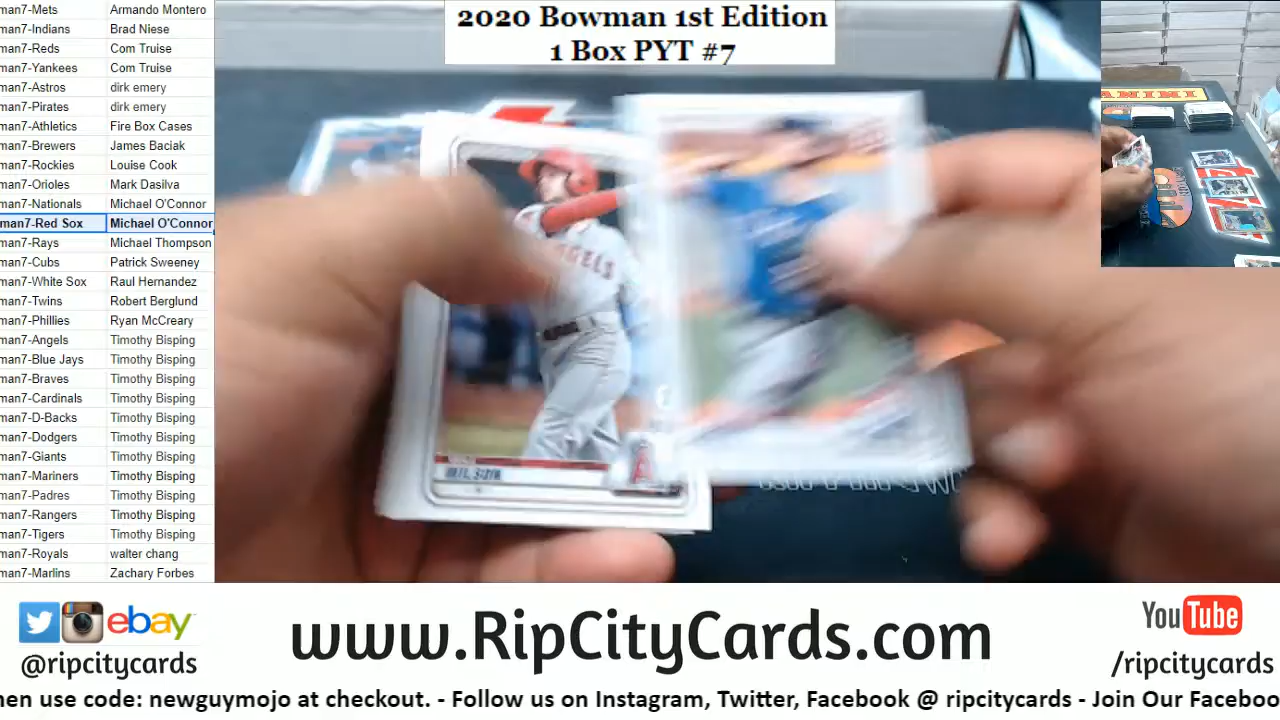 2020 Bowman 1st Edition
1 Box PYT #7
man7-Mets Armando Montero
man7-Indians Brad Niese
man7-Reds Com Truise
man7-Yankees Com Truise
man7-Astros dirk emery
man7-Pirates dirk emery
man7-Athletics Fire Box Cases
man7-Brewers James Baciak
man7-Rockies Louise Cook
man7-Orioles Mark Dasilva
man7-Nationals Michael O'Connor
man7-Red Sox Michael O'Connor
man7-Rays Michael Thompson
man7-Cubs Patrick Sweeney
man7-White Sox Raul Hernandez
man7-Twins Robert Berglund
man7-Phillies Ryan McCreary
man7-Angels Timothy Bisping
man7-Blue Jays Timothy Bisping
man7-Braves Timothy Bisping
man7-Cardinals Timothy Bisping
man7-D-Backs Timothy Bisping
man7-Dodgers Timothy Bisping
man7-Giants Timothy Bisping
man7-Mariners Timothy Bisping
man7-Padres Timothy Bisping
man7-Rangers Timothy Bisping
man7-Tigers Timothy Bisping
man7-Royals walter chang
man7-Marlins Zachary Forbes
PANINI
ANGELS
A
ebay
@ripcitycards
www.RipCityCards.com
YouTube
/ripcitycards
hen use code: newguymojo at checkout. - Follow us on Instagram, Twitter, Facebook @ ripcitycards - Join Our Faceboo